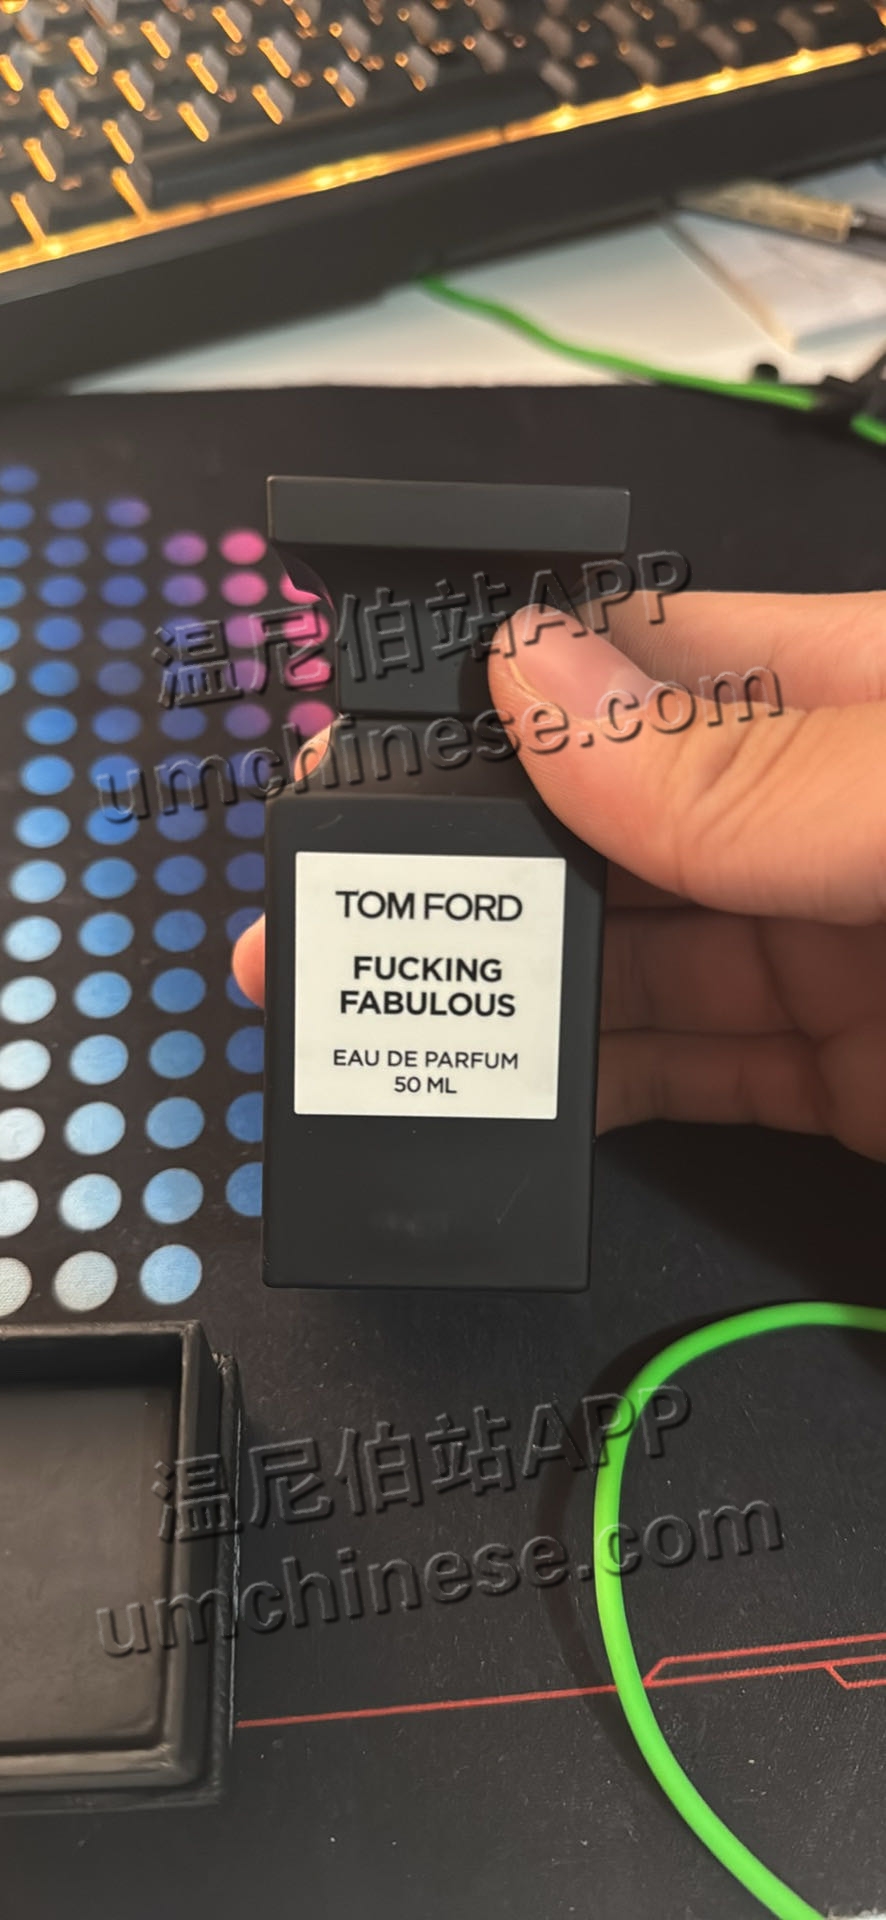 温尼伯站APP
umchinese.com
TOM FORD
FUCKING
FABULOUS
EAU DE PARFUM
50 ML
温尼伯站APP
umchinese.com